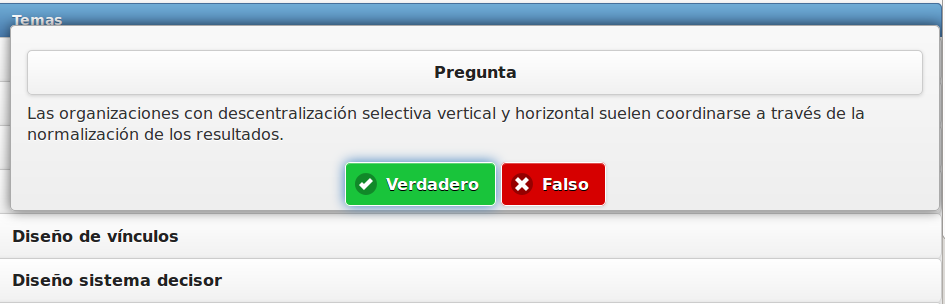 Temas
Pregunta
Las organizaciones con descentralización selectiva vertical y horizontal suelen coordinarse a través de la
normalización de los resultados.
Verdadero
Falso
Diseño de vínculos
Diseño sistema decisor